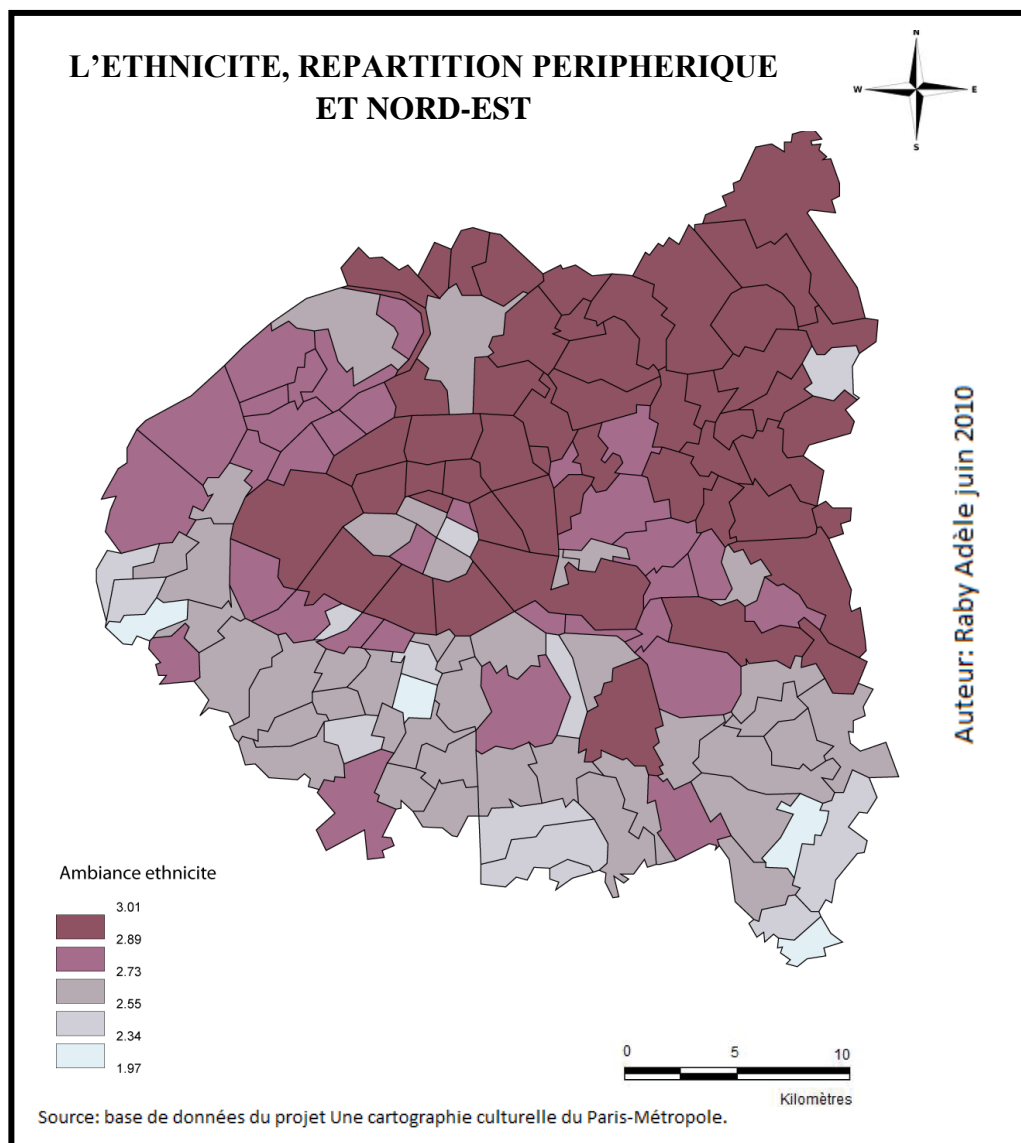 L'ETHNICITE, REPARTITION PERIPHERIQUE
ET NORD-EST
N
W
E
S
Auteur: Raby Adèle juin 2010
Ambiance ethnicite
3.01
2.89
2.73
2.55
2.34
1.97
0 5 10
Kilomètres
Source: base de données du projet Une cartographie culturelle du Paris-Métropole.